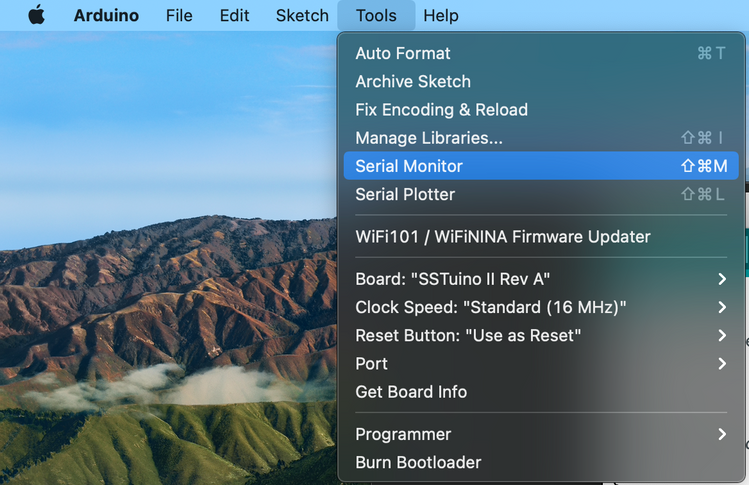 Arduino File Edit Sketch Tools Help
Auto Format ⌘T
Archive Sketch
Fix Encoding & Reload
Manage Libraries... ⇧⌘I
Serial Monitor ⇧⌘M
Serial Plotter ⇧⌘L
WiFi101 / WiFiNINA Firmware Updater
Board: "SSTuino II Rev A"
Clock Speed: "Standard (16 MHz)"
Reset Button: "Use as Reset"
Port
Get Board Info
Programmer
Burn Bootloader